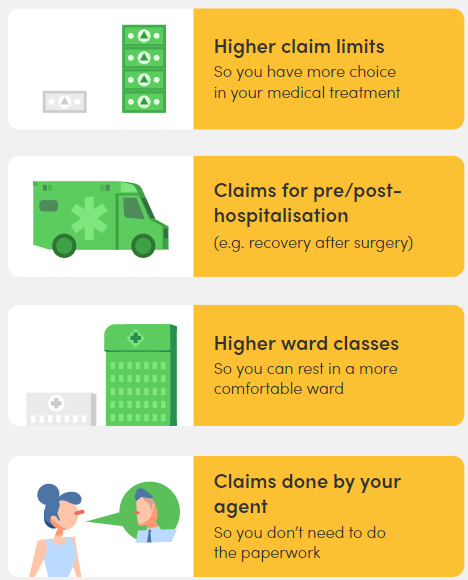 Higher claim limits
So you have more choice
in your medical treatment
Claims for pre/post-
hospitalisation
(e.g. recovery after surgery)
Higher ward classes
So you can rest in a more
comfortable ward
Claims done by your
agent
So you don't need to do
the paperwork